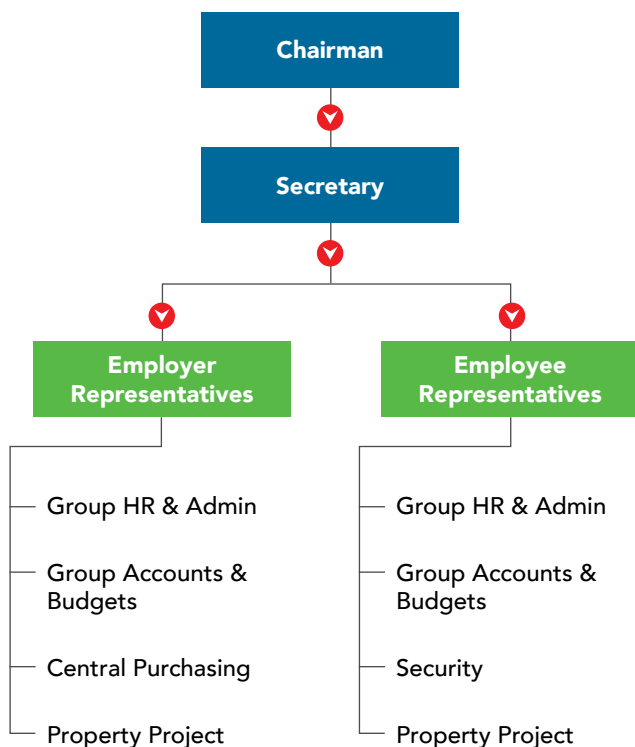 Chairman
Secretary
Employer
Representatives
Group HR & Admin
Group Accounts &
Budgets
Central Purchasing
Property Project
Employee
Representatives
Group HR & Admin
Group Accounts &
Budgets
Security
Property Project